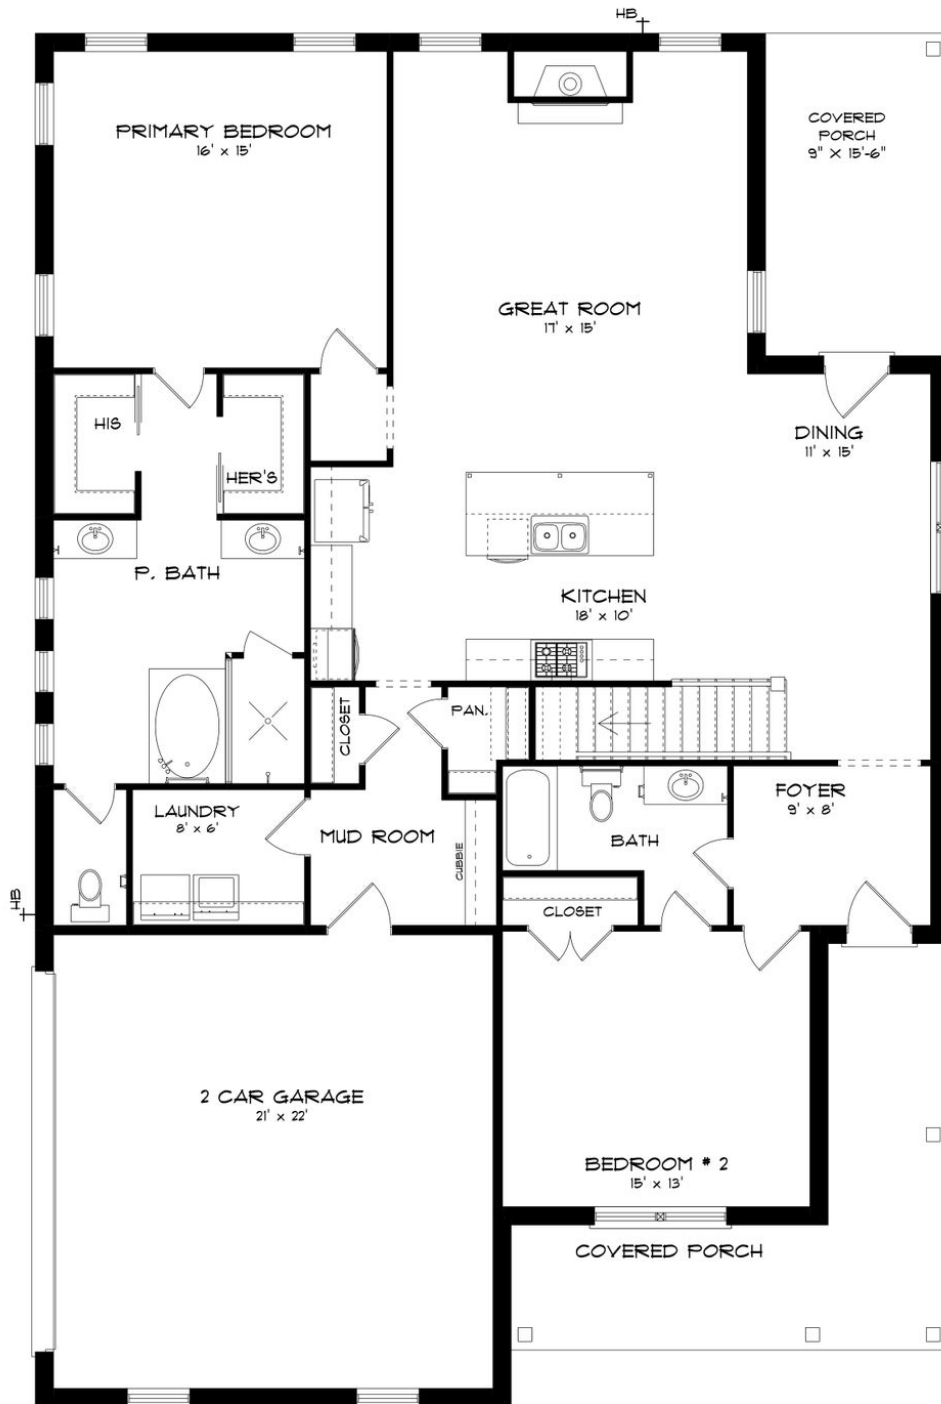 HB
PRIMARY BEDROOM
16' x 15'
COVERED
PORCH
9" X 15'-6"
GREAT ROOM
17' x 15'
HIS
HER'S
DINING
11' x 15'
P. BATH
KITCHEN
18' x 10'
CLOSET
PAN.
LAUNDRY
8' x 6'
MUD ROOM
CUBBIE
BATH
FOYER
9' x 8'
CLOSET
HB
2 CAR GARAGE
21' x 22'
BEDROOM # 2
15' x 13'
COVERED PORCH